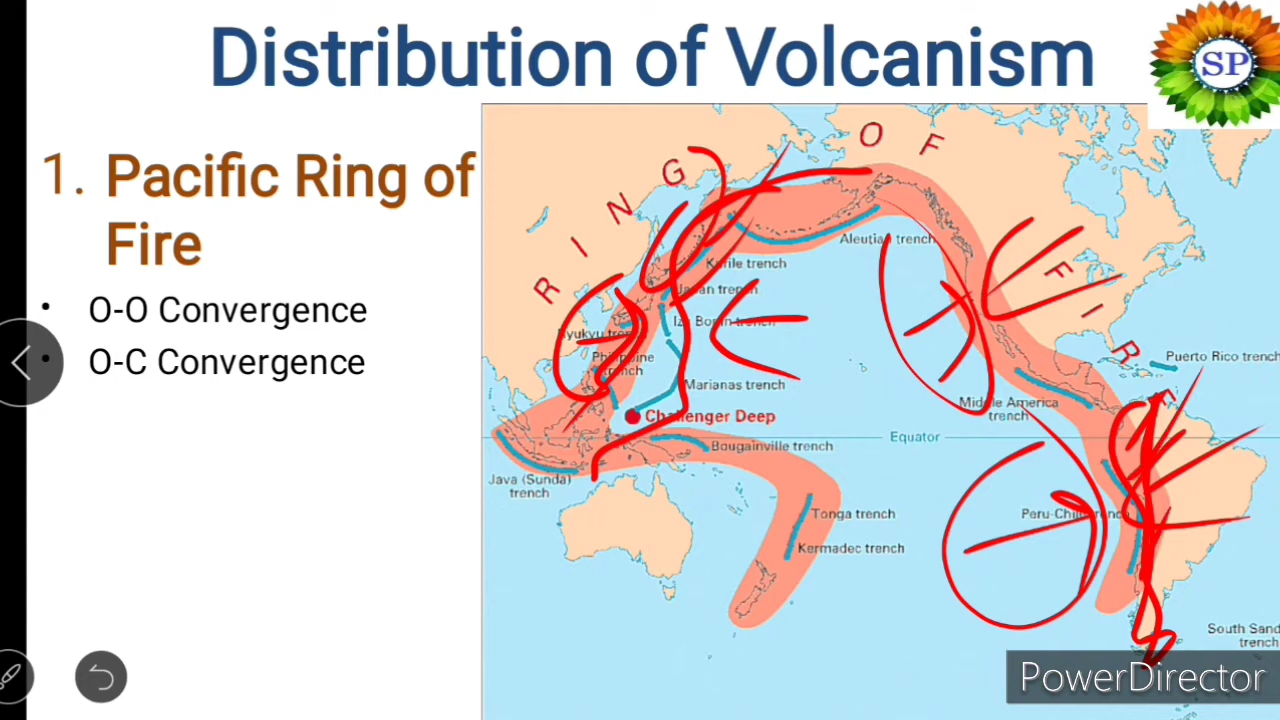 Distribution of Volcanism
SP
1. Pacific Ring of
Fire
• O-O Convergence
• O-C Convergence
RING OF FIRE
Aleutian trench
Kurile trench
Japan trench
Izu Bonin trench
Ryukyu trench
Philippine
trench
Marianas trench
Challenger Deep
Puerto Rico trench
Middle America
trench
Equator
Bougainville trench
Java (Sunda)
trench
Tonga trench
Kermadec trench
Peru-Chile trench
South Sand
trench
PowerDirector